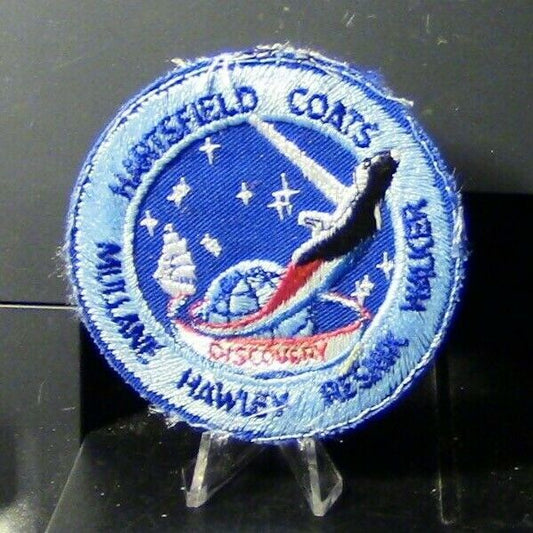 HARTSFIELD COATS
WALKER
RESNIK
HAWLEY
MULLANE
DISCOVERY